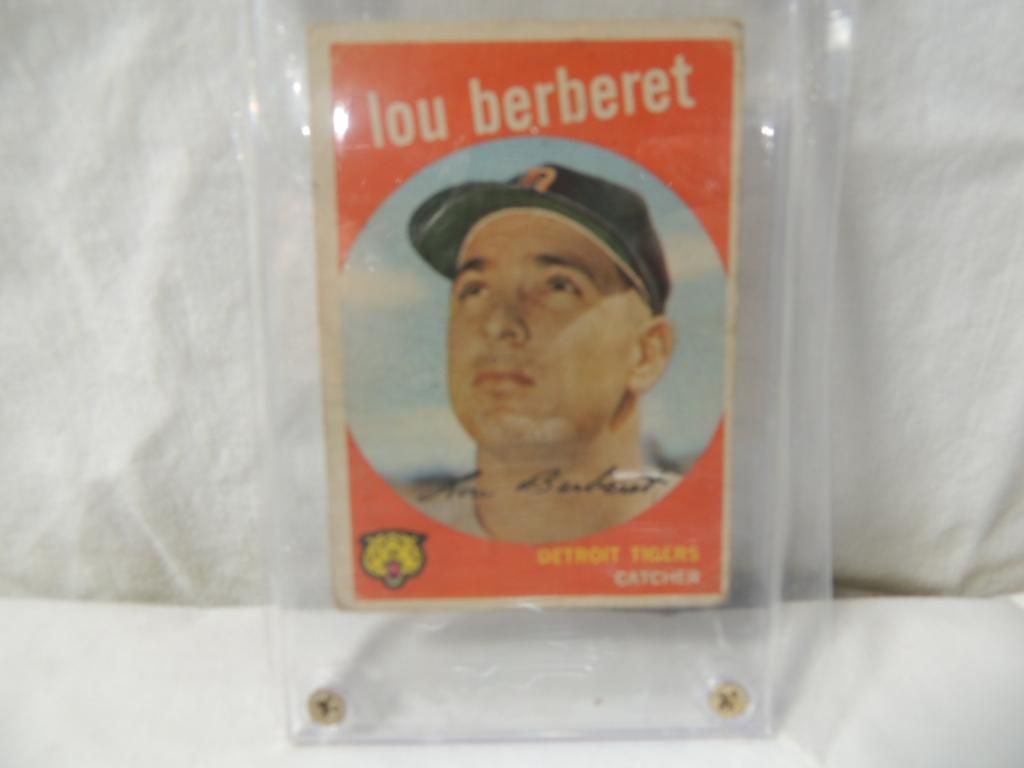 lou berberet
Lou Berberet
DETROIT TIGERS
CATCHER